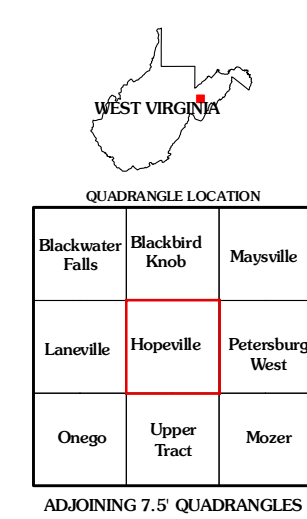 WEST VIRGINIA
QUADRANGLE LOCATION
Blackwater Falls
Blackbird Knob
Maysville
Laneville
Hopeville
Petersburg West
Onego
Upper Tract
Mozer
ADJOINING 7.5' QUADRANGLES